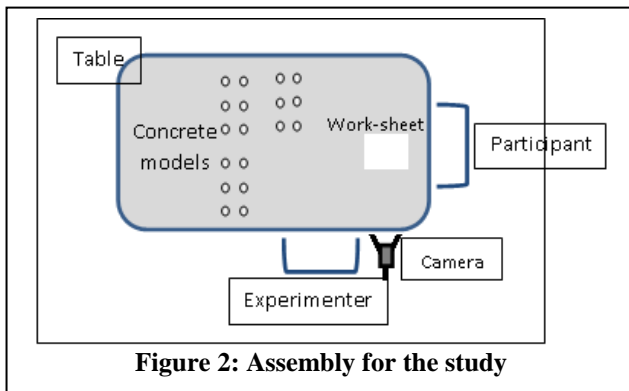 Table
Concrete
models
Work-sheet
Participant
Camera
Experimenter
Figure 2: Assembly for the study